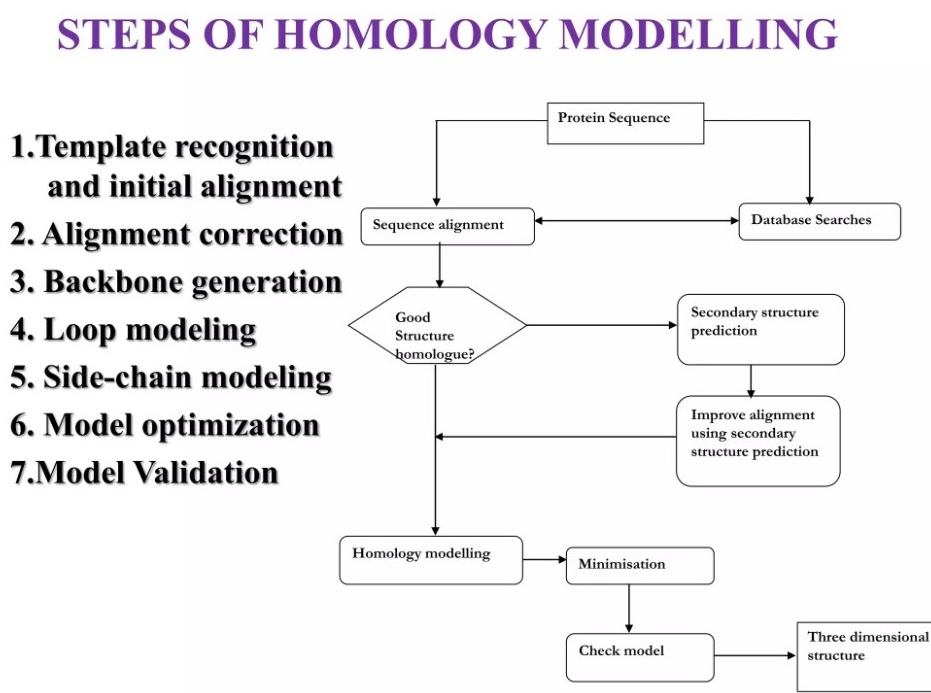 STEPS OF HOMOLOGY MODELLING
1.Template recognition
and initial alignment
2. Alignment correction
3. Backbone generation
4. Loop modeling
5. Side-chain modeling
6. Model optimization
7.Model Validation
Protein Sequence
Sequence alignment
Database Searches
Good
Structure
homologue?
Secondary structure
prediction
Improve alignment
using secondary
structure prediction
Homology modelling
Minimisation
Check model
Three dimensional
structure